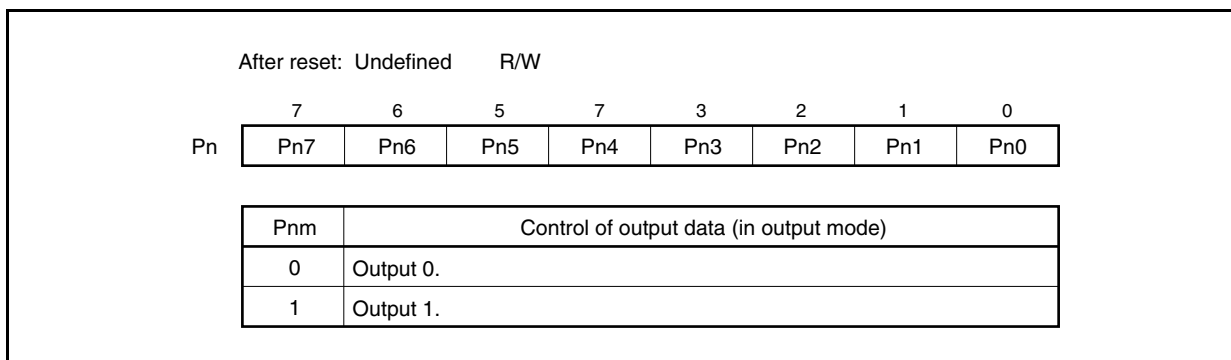 After reset: Undefined R/W
7 6 5 7 3 2 1 0
Pn Pn7 Pn6 Pn5 Pn4 Pn3 Pn2 Pn1 Pn0
Pnm Control of output data (in output mode)
0 Output 0.
1 Output 1.